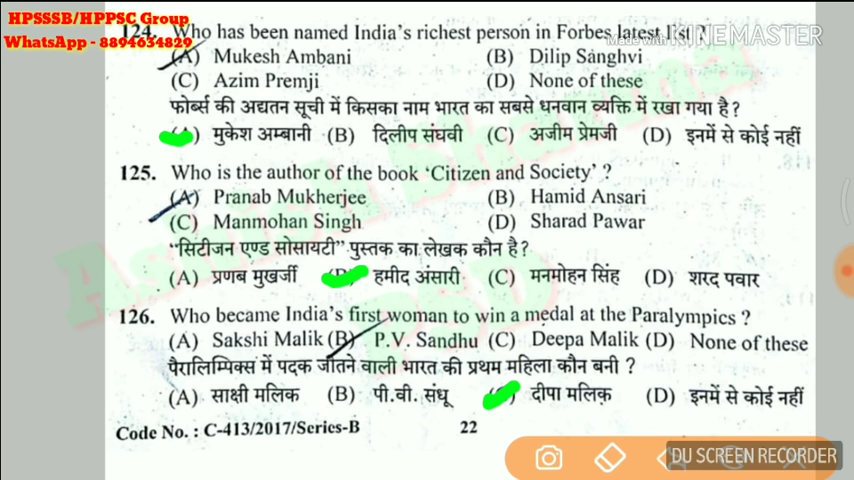 HPSSSB/HPPSC Group
WhatsApp - 8894634829
Made with KINEMASTER
124. Who has been named India's richest person in Forbes latest list ?
(A) Mukesh Ambani (B) Dilip Sanghvi
(C) Azim Premji (D) None of these
फोर्ब्स की अद्यतन सूची में किसका नाम भारत का सबसे धनवान व्यक्ति में रखा गया है?
(A) मुकेश अम्बानी (B) दिलीप संघवी (C) अजीम प्रेमजी (D) इनमें से कोई नहीं
125. Who is the author of the book 'Citizen and Society' ?
(A) Pranab Mukherjee (B) Hamid Ansari
(C) Manmohan Singh (D) Sharad Pawar
"सिटीजन एण्ड सोसायटी" पुस्तक का लेखक कौन है?
(A) प्रणब मुखर्जी (B) हमीद अंसारी (C) मनमोहन सिंह (D) शरद पवार
126. Who became India's first woman to win a medal at the Paralympics ?
(A) Sakshi Malik (B) P.V. Sandhu (C) Deepa Malik (D) None of these
पैरालिम्पिक्स में पदक जीतने वाली भारत की प्रथम महिला कौन बनी ?
(A) साक्षी मलिक (B) पी.वी. संधू (C) दीपा मलिक (D) इनमें से कोई नहीं
Code No. : C-413/2017/Series-B 22
DU SCREEN RECORDER